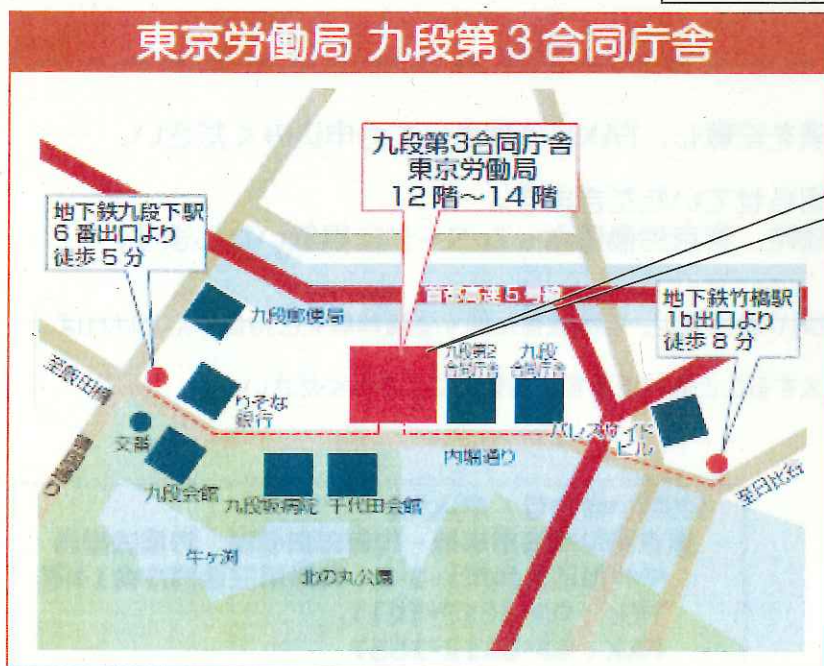 東京労働局 九段第3合同庁舎
九段第3合同庁舎
東京労働局
12階～14階
地下鉄九段下駅
6番出口より
徒歩5分
首都高速5号線
地下鉄竹橋駅
1b出口より
徒歩8分
九段郵便局
九段第2
合同庁舎
九段
合同庁舎
至飯田橋
りそな
銀行
パレスサイド
ビル
交番
内堀通り
九段会館
九段坂病院
千代田会館
至日比谷
牛ヶ淵
北の丸公園